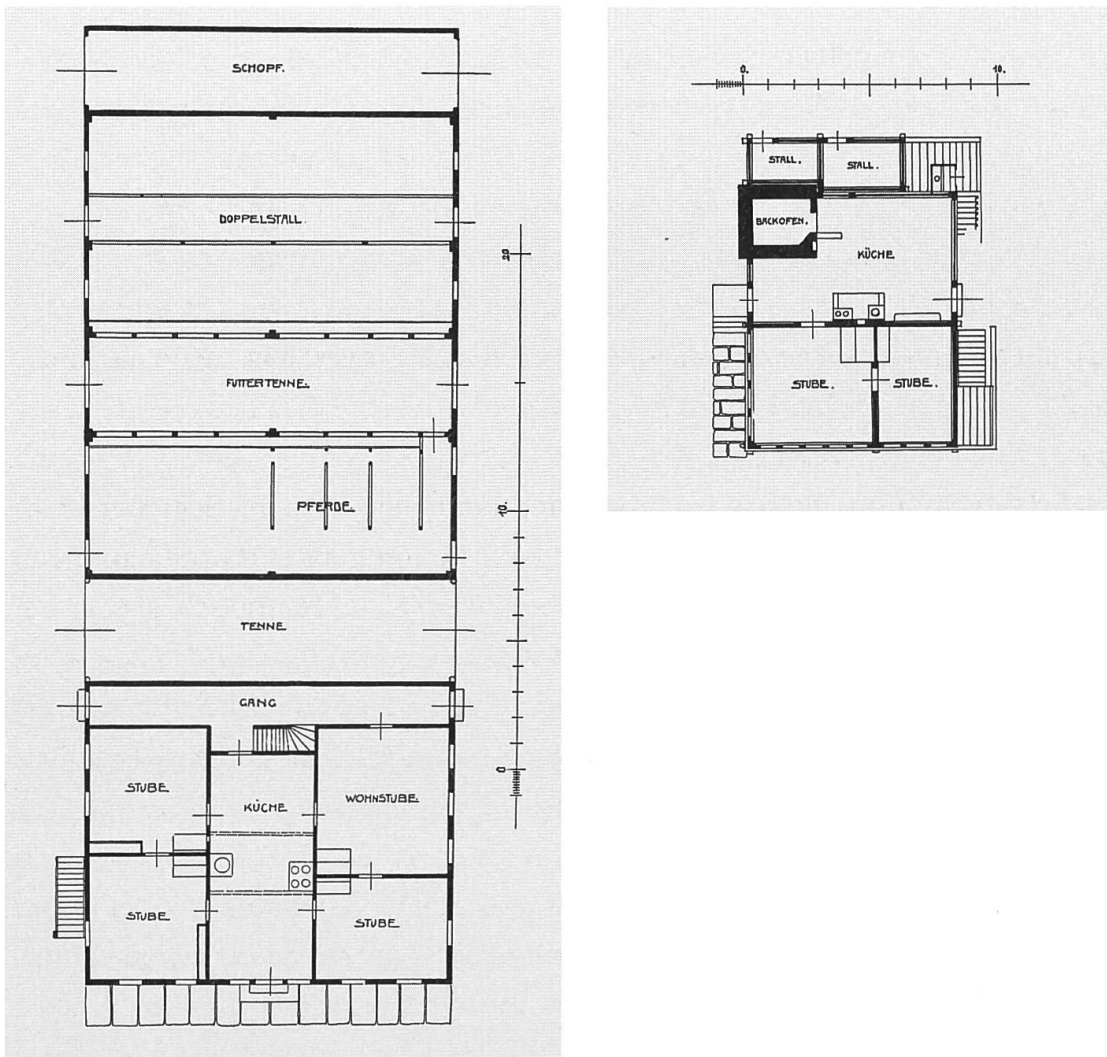 SCHOPF.
DOPPELSTALL
FUTTERTENNE.
PFERDE.
TENNE
GANG
STUBE
KÜCHE
WOHNSTUBE.
STUBE
STUBE
20
10.
0
0.
10.
STALL.
STALL.
BACKOFEN.
KÜCHE
STUBE.
STUBE.